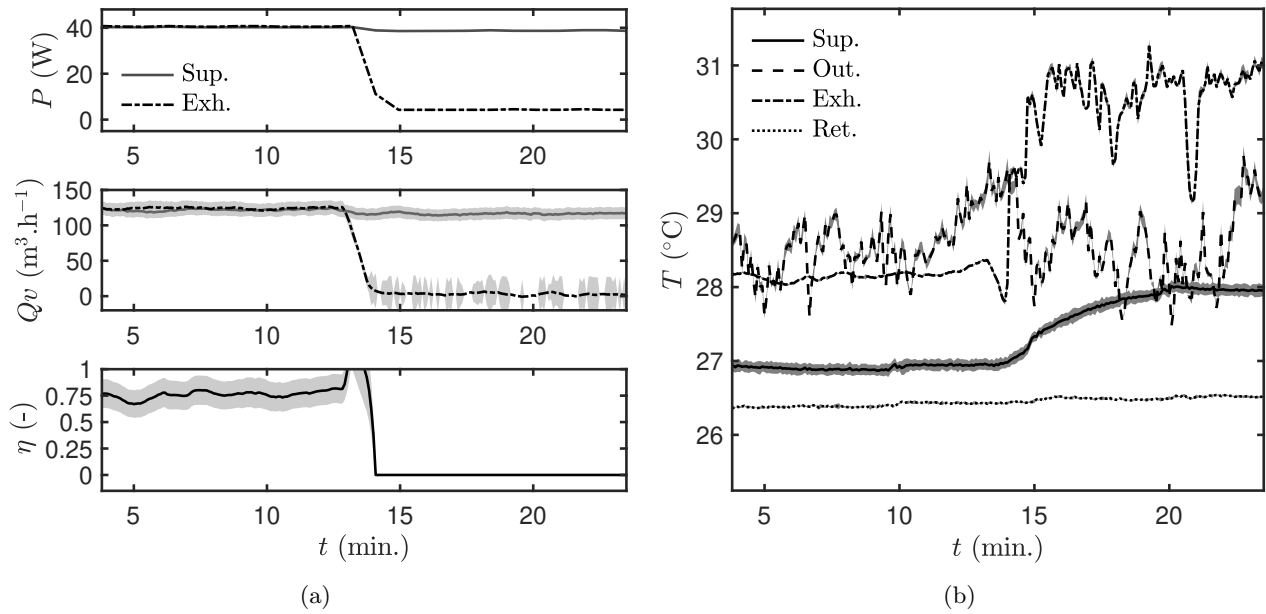 P (W)
40
20
0
Sup.
Exh.
5
10
15
20
Qv (m³.h⁻¹)
150
100
50
0
5
10
15
20
η (-)
1
0.75
0.5
0.25
0
5
10
15
20
t (min.)
(a)
T (°C)
31
30
29
28
27
26
Sup.
Out.
Exh.
Ret.
5
10
15
20
t (min.)
(b)